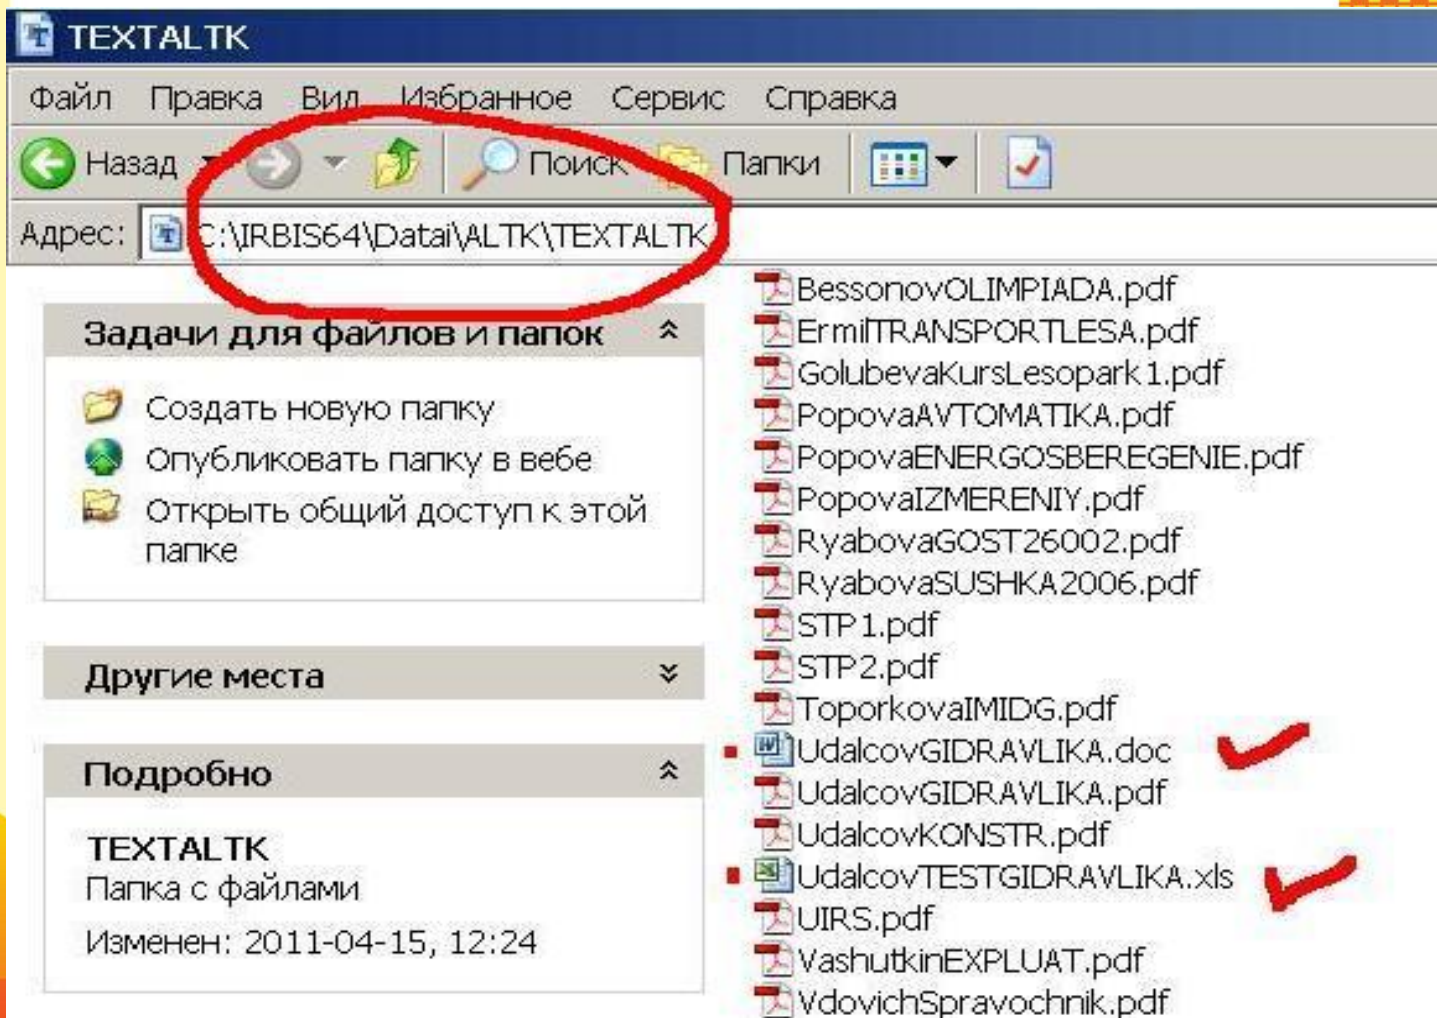 TEXTALTK
Файл Правка Вид Избранное Сервис Справка
Назад Поиск Папки
Адрес: C:\IRBIS64\Datai\ALTK\TEXTALTK
Задачи для файлов и папок
Создать новую папку
Опубликовать папку в вебе
Открыть общий доступ к этой
папке
Другие места
Подробно
TEXTALTK
Папка с файлами
Изменен: 2011-04-15, 12:24
BessonovOLIMPIADA.pdf
ErmilTRANSPORTLESA.pdf
GolubevaKursLesopark1.pdf
PopovaAVTOMATIKA.pdf
PopovaENERGOSBEREGENIE.pdf
PopovaIZMERENIY.pdf
RyabovaGOST26002.pdf
RyabovaSUSHKA2006.pdf
STP1.pdf
STP2.pdf
ToporkovaIMIDG.pdf
UdalcovGIDRAVLIKA.doc
UdalcovGIDRAVLIKA.pdf
UdalcovKONSTR.pdf
UdalcovTESTGIDRAVLIKA.xls
UIRS.pdf
VashutkinEXPLUAT.pdf
VdovichSpravochnik.pdf